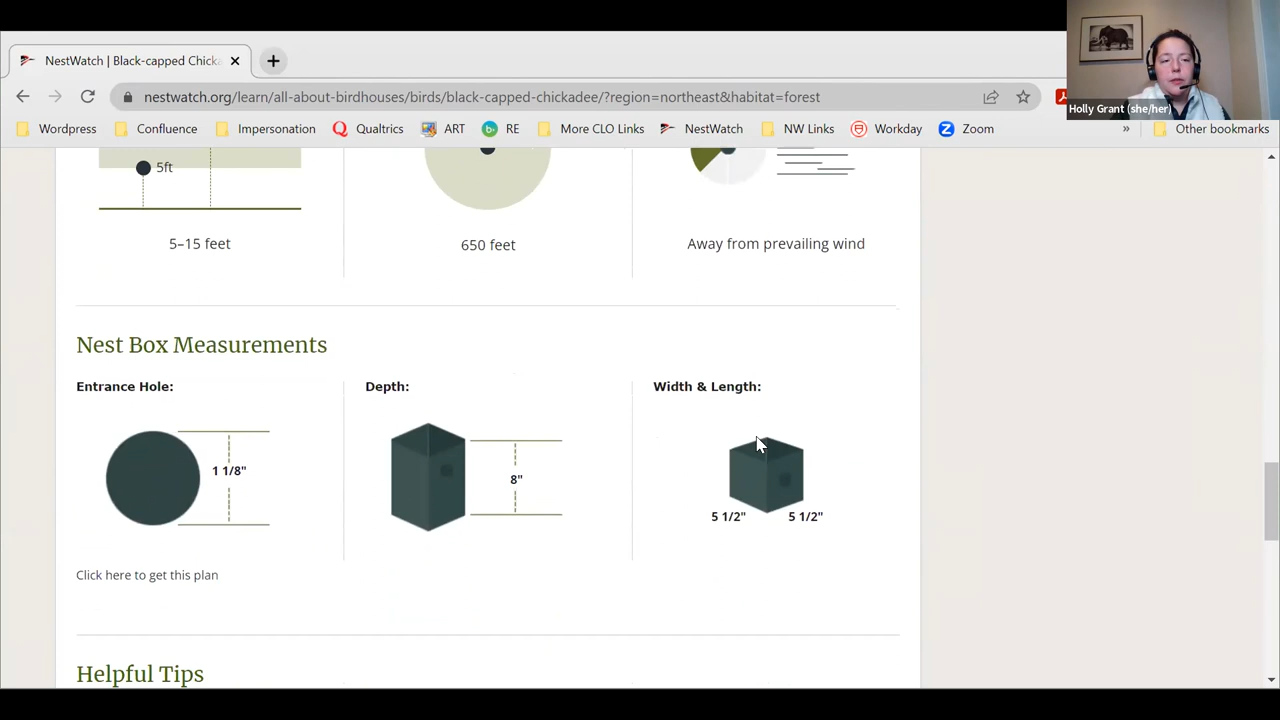 NestWatch | Black-capped Chicka
nestwatch.org/learn/all-about-birdhouses/birds/black-capped-chickadee/?region=northeast&habitat=forest
Holly Grant (she/her)
Wordpress Confluence Impersonation Qualtrics ART RE More CLO Links NestWatch NW Links Workday Zoom » Other bookmarks
5ft
5–15 feet 650 feet Away from prevailing wind
Nest Box Measurements
Entrance Hole: Depth: Width & Length:
1 1/8" 8"
5 1/2" 5 1/2"
Click here to get this plan
Helpful Tips